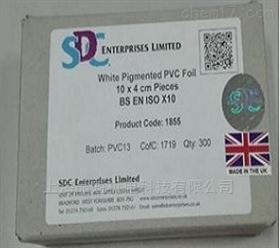 SDC
ENTERPRISES LIMITED
White Pigmented PVC Foil
10 x 4 cm Pieces
BS EN ISO X10
Product Code: 1855
Batch: PVC13 CofC: 1719 Qty: 300
SDC Enterprises Limited
MADE IN THE UK